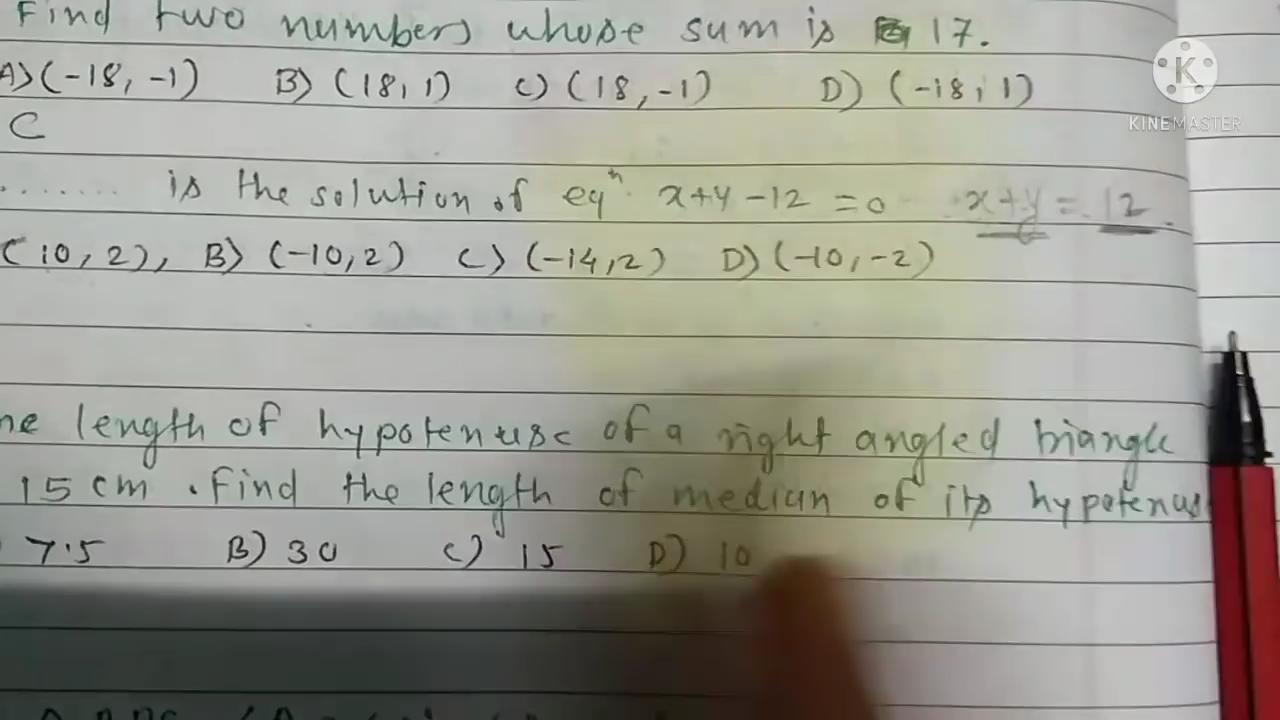 Find two numbers whose sum is 17.
A) (-18, -1) B) (18, 1) C) (18, -1) D) (-18, 1)
C
........ is the solution of eqⁿ. x+y-12=0 x+y = 12.
(10, 2), B) (-10, 2) C) (-14, 2) D) (-10, -2)
length of hypotenuse of a right angled triangle
15 cm. Find the length of median of its
7.5 B) 30 C) 15 D) 10
KINEMASTER